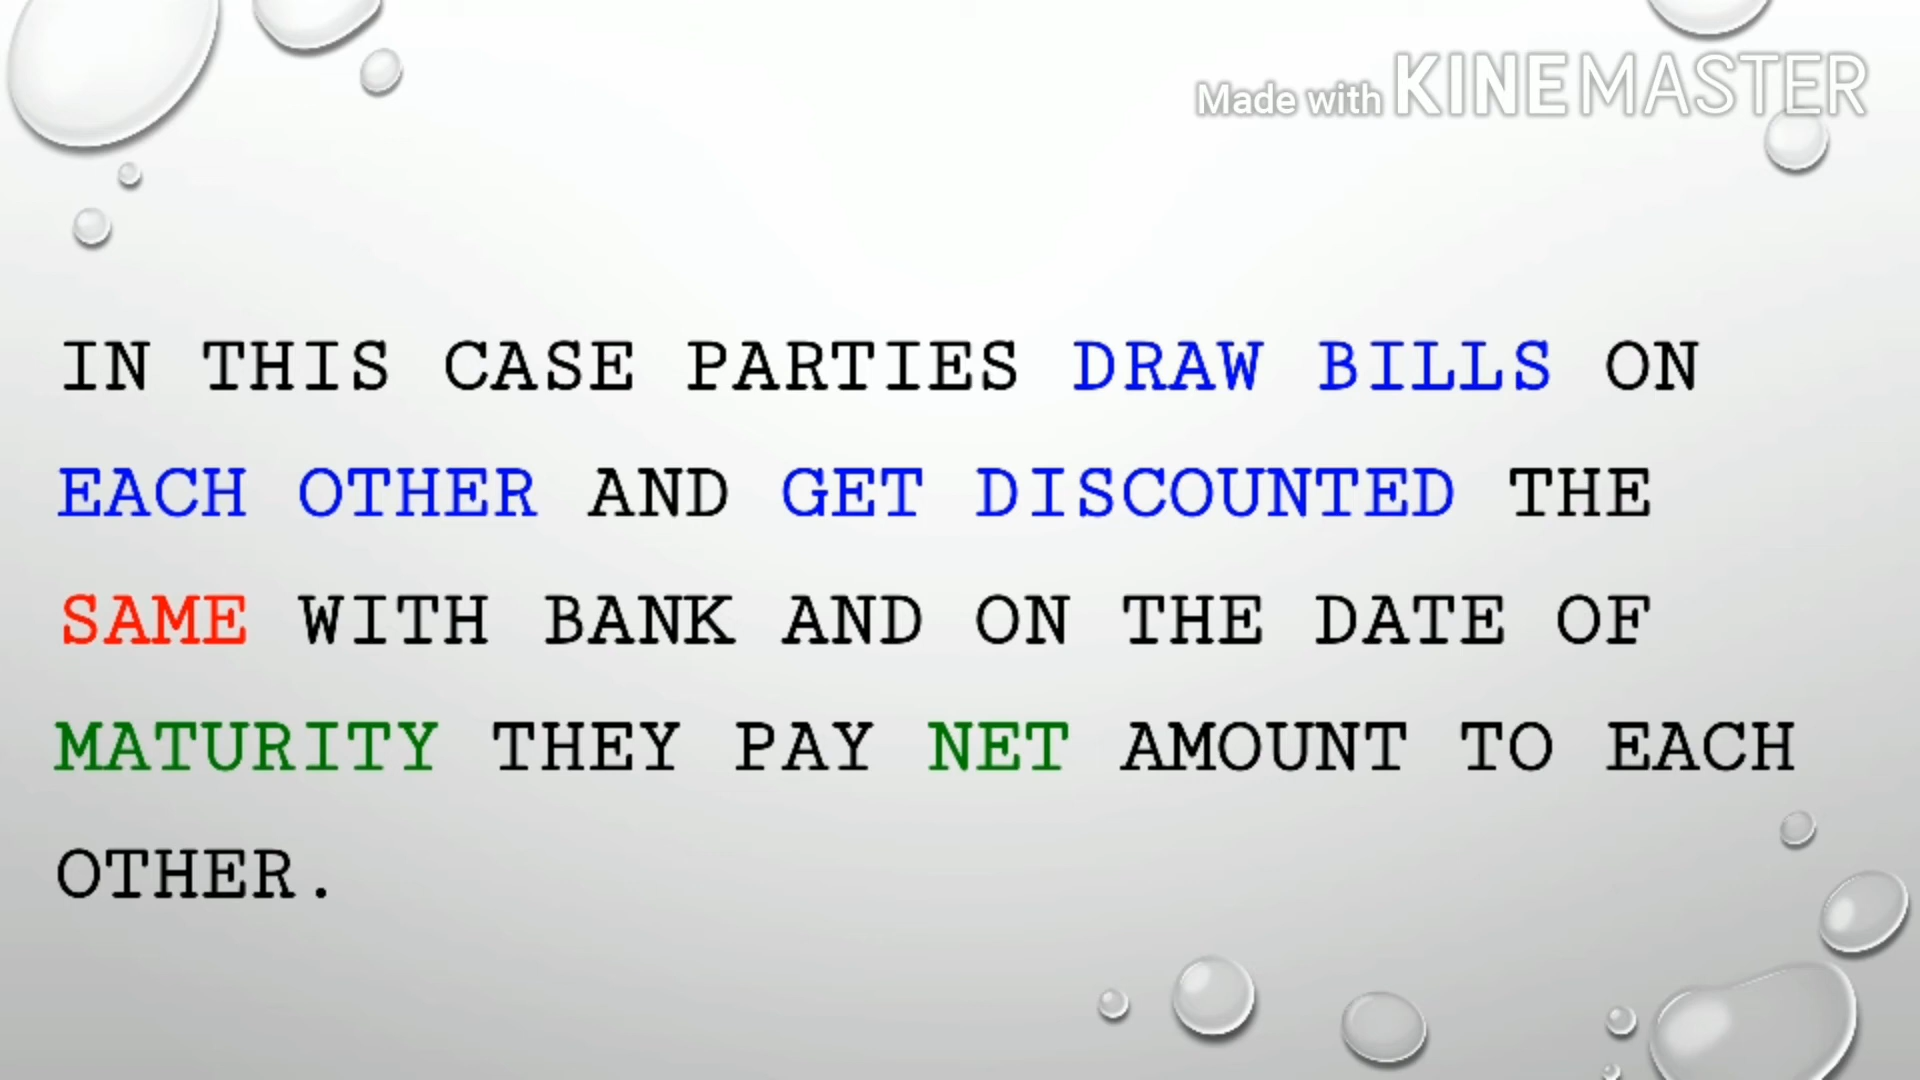 Made with KINEMASTER
IN THIS CASE PARTIES DRAW BILLS ON
EACH OTHER AND GET DISCOUNTED THE
SAME WITH BANK AND ON THE DATE OF
MATURITY THEY PAY NET AMOUNT TO EACH
OTHER.